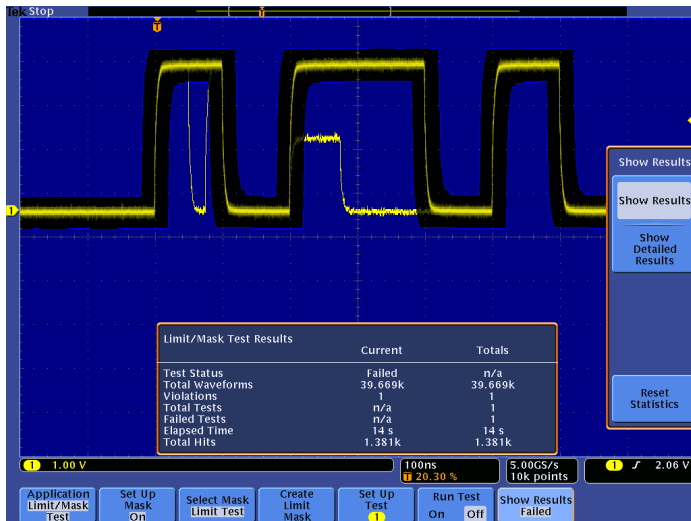 Tek Stop
T
T
1
Show Results
Show Results
Show
Detailed
Results
Reset
Statistics
Limit/Mask Test Results
Current Totals
Test Status Failed n/a
Total Waveforms 39.669k 39.669k
Violations 1 1
Total Tests n/a 1
Failed Tests n/a 1
Elapsed Time 14 s 14 s
Total Hits 1.381k 1.381k
1 1.00 V
100ns
T 20.30 %
5.00GS/s
10k points
1 2.06 V
Application
Limit/Mask
Test
Set Up
Mask
On
Select Mask
Limit Test
Create
Limit
Mask
Set Up
Test
1
Run Test
On Off
Show Results
Failed